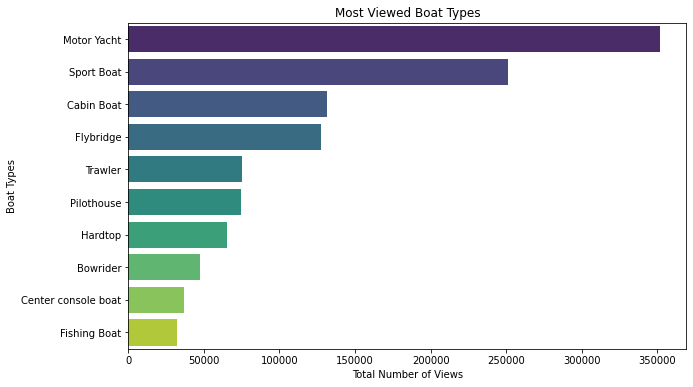 Most Viewed Boat Types
Boat Types
Motor Yacht
Sport Boat
Cabin Boat
Flybridge
Trawler
Pilothouse
Hardtop
Bowrider
Center console boat
Fishing Boat
0 50000 100000 150000 200000 250000 300000 350000
Total Number of Views